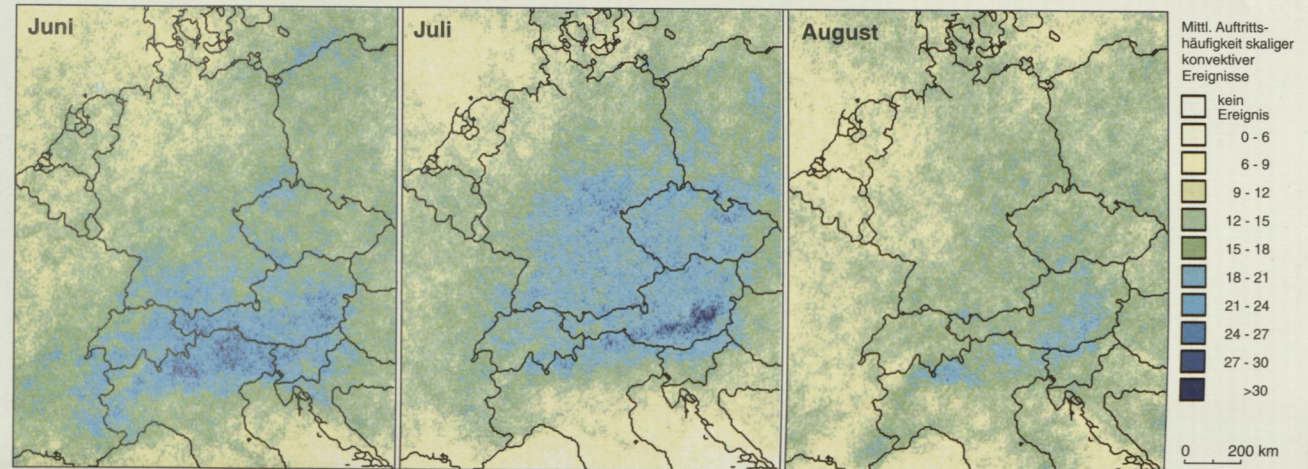 Juni
Juli
August
Mittl. Auftritts-
häufigkeit skaliger
konvektiver
Ereignisse
kein
Ereignis
0 - 6
6 - 9
9 - 12
12 - 15
15 - 18
18 - 21
21 - 24
24 - 27
27 - 30
>30
0 200 km